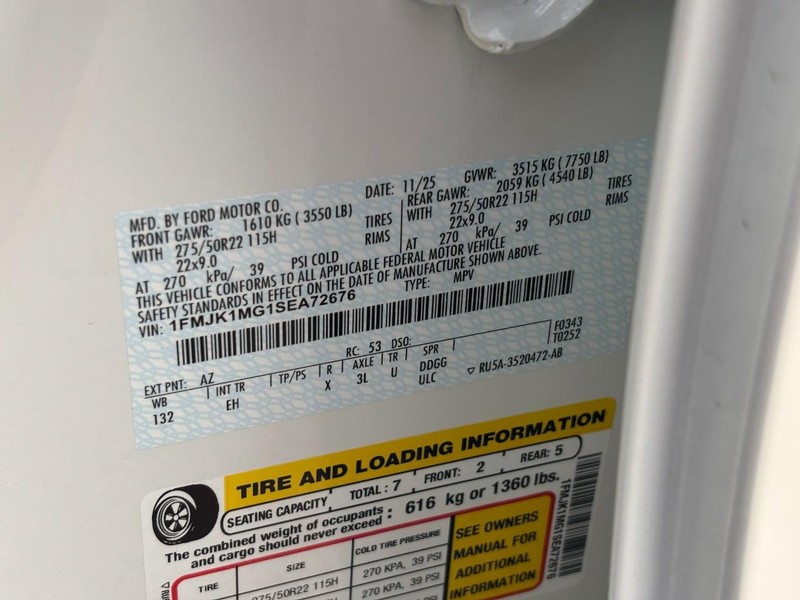 MFD. BY FORD MOTOR CO. DATE: 11/25 GVWR: 3515 KG ( 7750 LB)
FRONT GAWR: 1610 KG ( 3550 LB) REAR GAWR: 2059 KG ( 4540 LB)
WITH 275/50R22 115H TIRES WITH 275/50R22 115H TIRES
22x9.0 RIMS 22x9.0 RIMS
AT 270 kPa/ 39 PSI COLD AT 270 kPa/ 39 PSI COLD
THIS VEHICLE CONFORMS TO ALL APPLICABLE FEDERAL MOTOR VEHICLE
SAFETY STANDARDS IN EFFECT ON THE DATE OF MANUFACTURE SHOWN ABOVE.
VIN: 1FMJK1MG1SEA72676 TYPE: MPV
F0343
T0252
EXT PNT: AZ RC: 53 DSO:
WB INT TR TP/PS R AXLE TR SPR
132 EH X 3L U DDGG
ULC
▽ RU5A-3520472-AB
TIRE AND LOADING INFORMATION
SEATING CAPACITY TOTAL : 7 FRONT: 2 REAR: 5
The combined weight of occupants and cargo should never exceed : 616 kg or 1360 lbs.
TIRE SIZE COLD TIRE PRESSURE
275/50R22 115H 270 KPA, 39 PSI
270 KPA, 39 PSI
SEE OWNERS
MANUAL FOR
ADDITIONAL
INFORMATION
1FMJK1MG1SEA72676